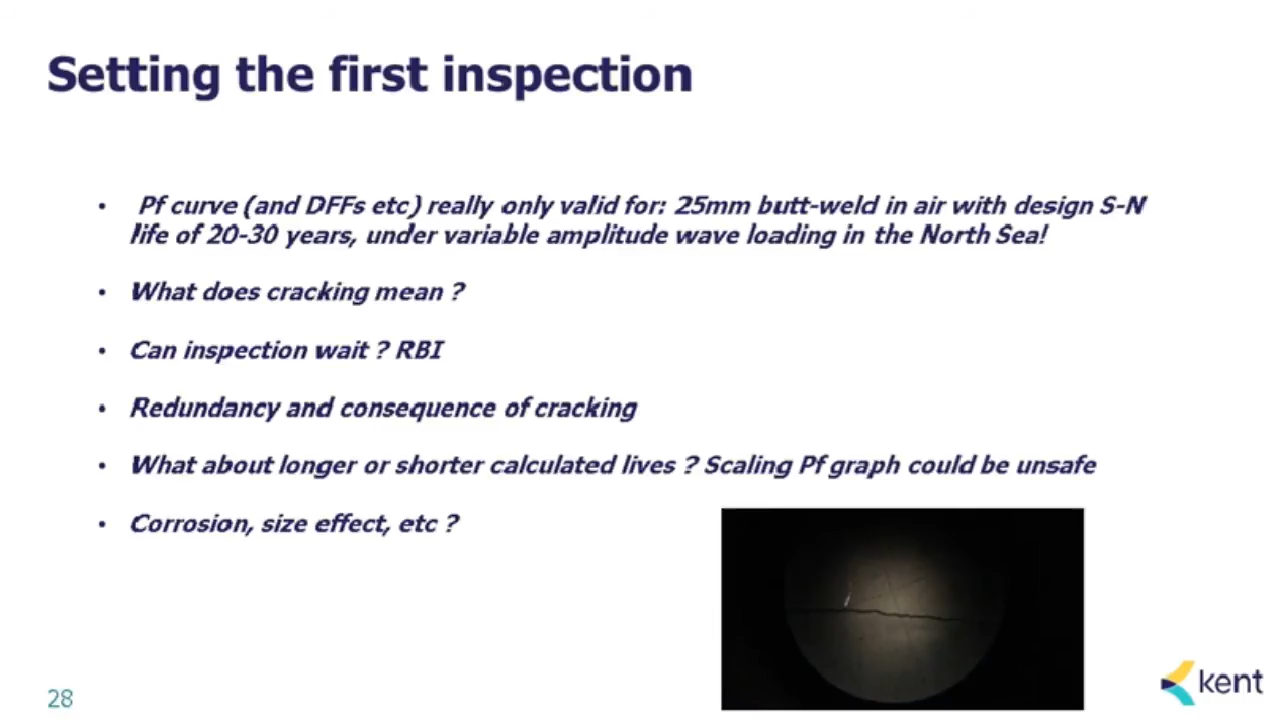 Setting the first inspection
• Pf curve (and DFFs etc) really only valid for: 25mm butt-weld in air with design S-N
life of 20-30 years, under variable amplitude wave loading in the North Sea!
• What does cracking mean ?
• Can inspection wait ? RBI
• Redundancy and consequence of cracking
• What about longer or shorter calculated lives ? Scaling Pf graph could be unsafe
• Corrosion, size effect, etc ?
28
kent